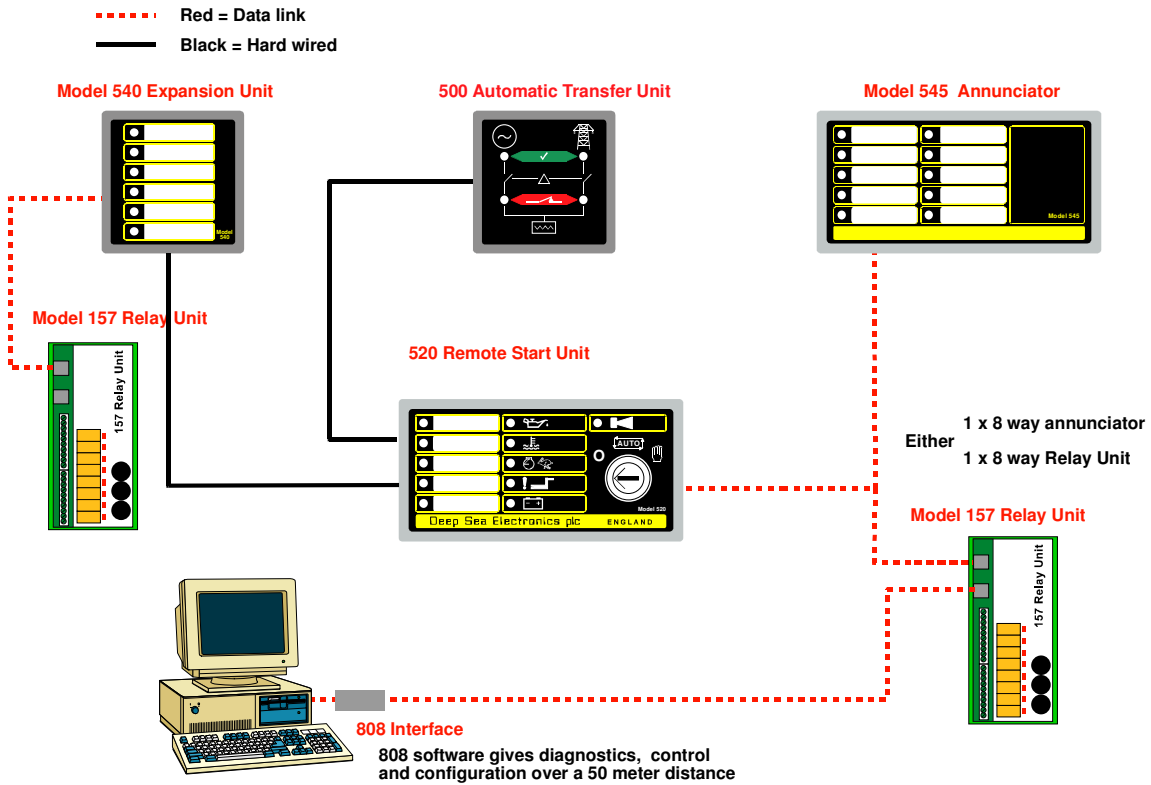 Red = Data link
Black = Hard wired
Model 540 Expansion Unit
500 Automatic Transfer Unit
Model 545  Annunciator
Model
540
Model 545
Model 157 Relay Unit
157 Relay Unit
520 Remote Start Unit
AUTO
O
Model 520
Deep Sea Electronics plc
ENGLAND
Either
1 x 8 way annunciator
1 x 8 way Relay Unit
Model 157 Relay Unit
157 Relay Unit
808 Interface
808 software gives diagnostics,  control
and configuration over a 50 meter distance